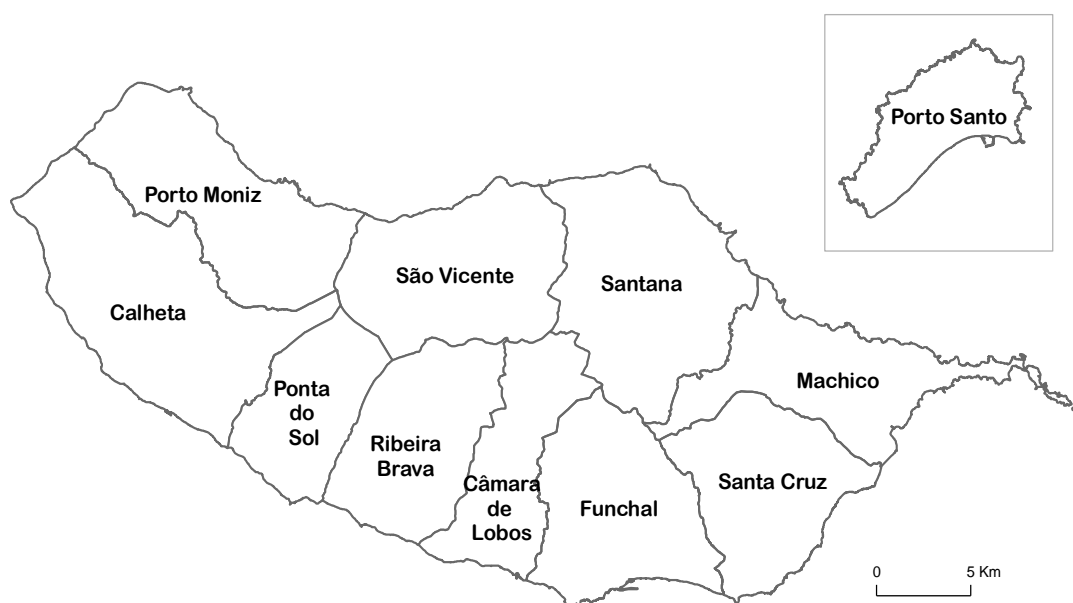 Porto Santo
Porto Moniz
São Vicente
Santana
Calheta
Machico
Ponta
do
Sol
Ribeira
Brava
Câmara
de
Lobos
Funchal
Santa Cruz
0 5 Km